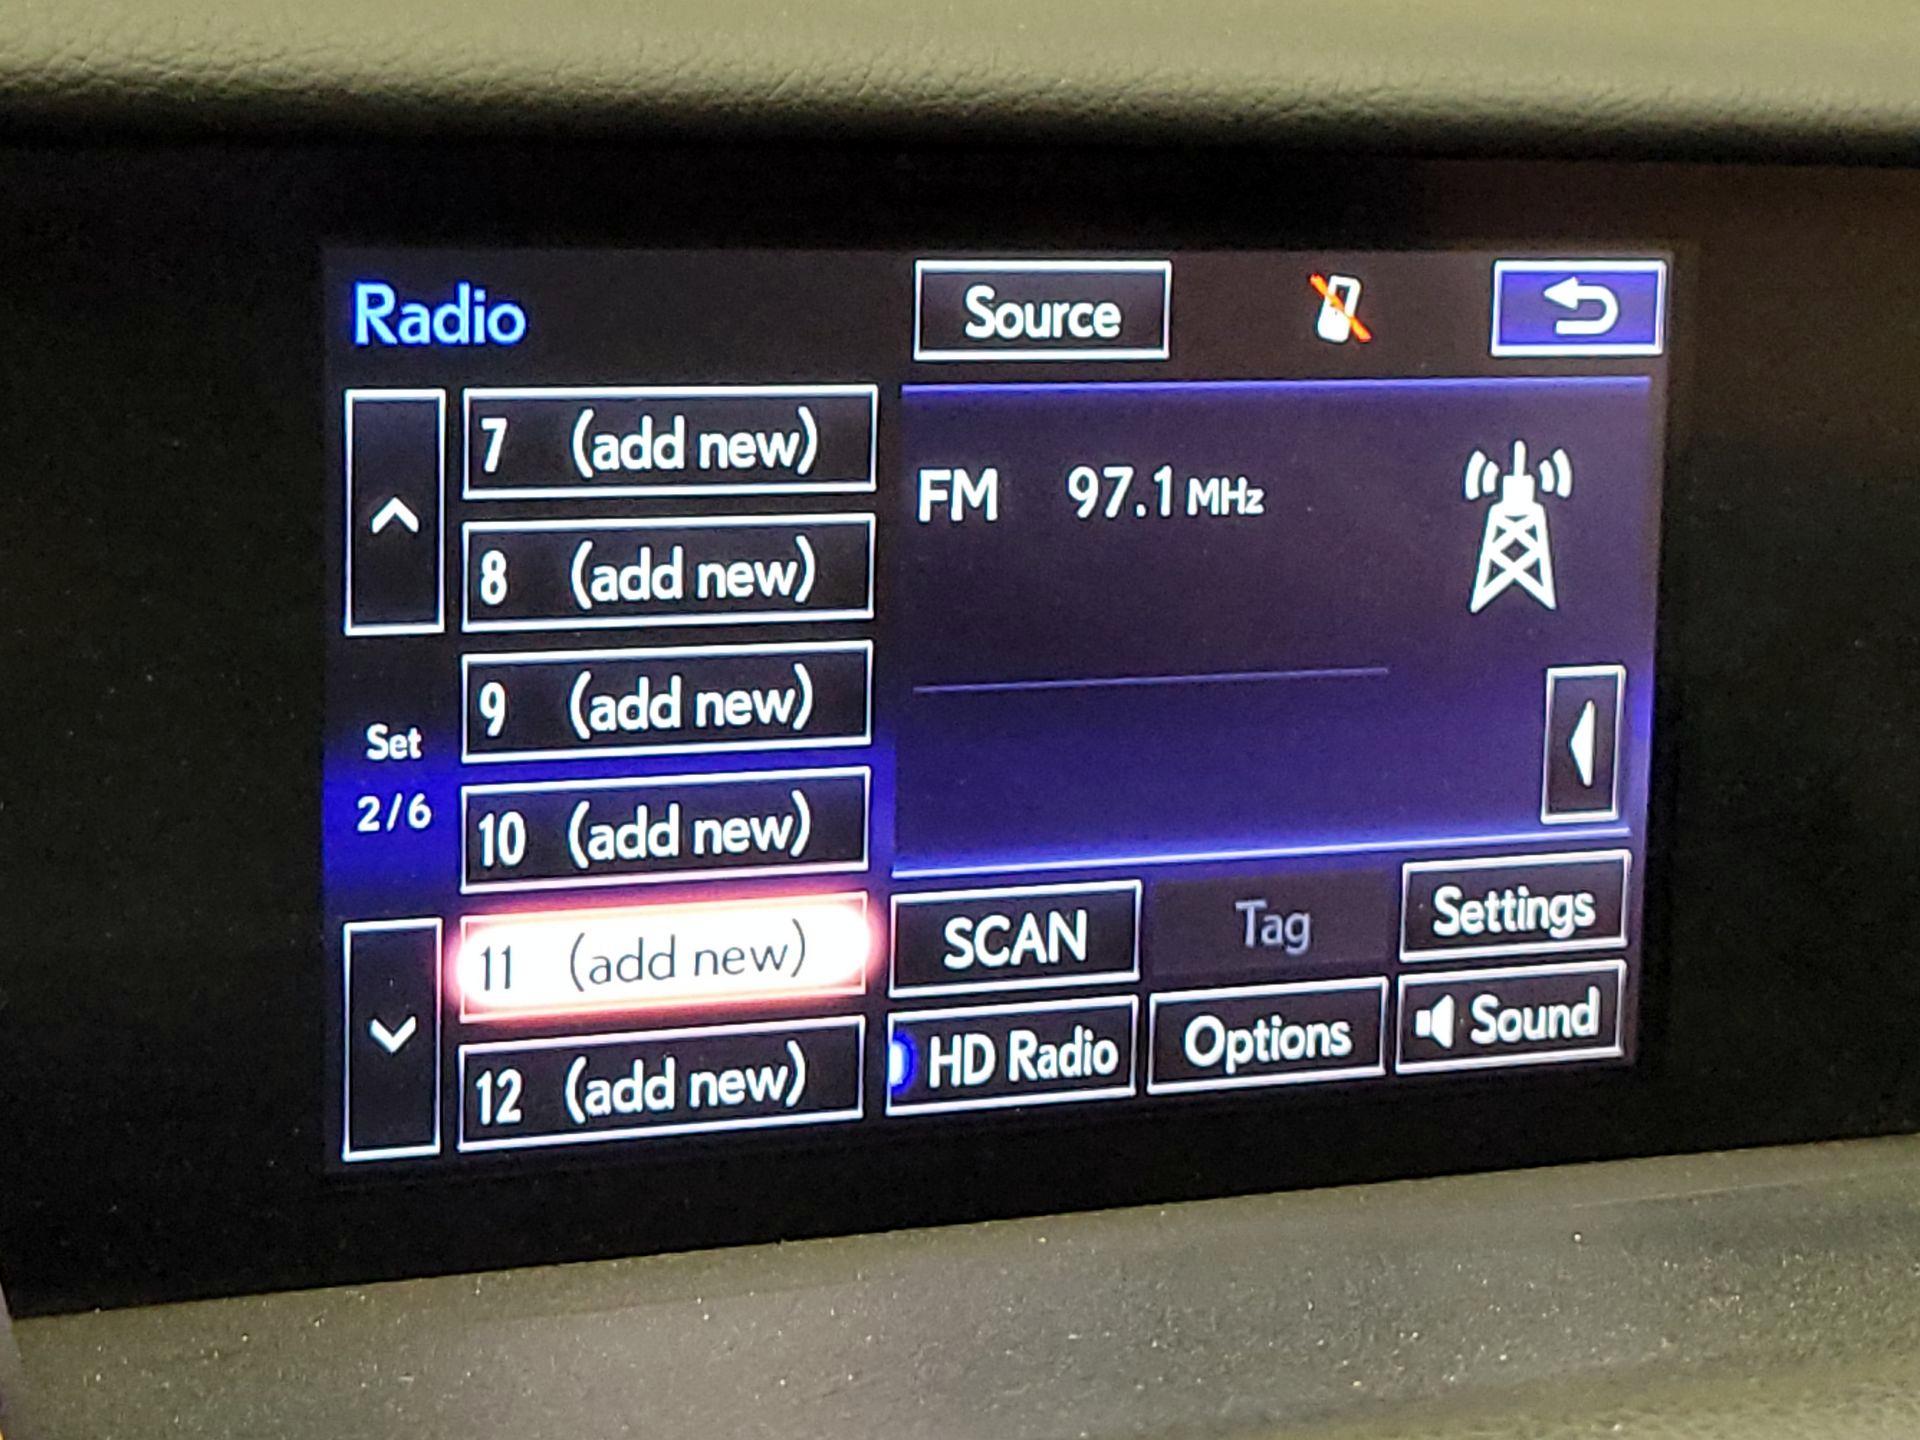 Radio
Source
7 (add new)
8 (add new)
9 (add new)
10 (add new)
11 (add new)
12 (add new)
Set
2/6
FM 97.1 MHz
SCAN
Tag
Settings
HD Radio
Options
Sound